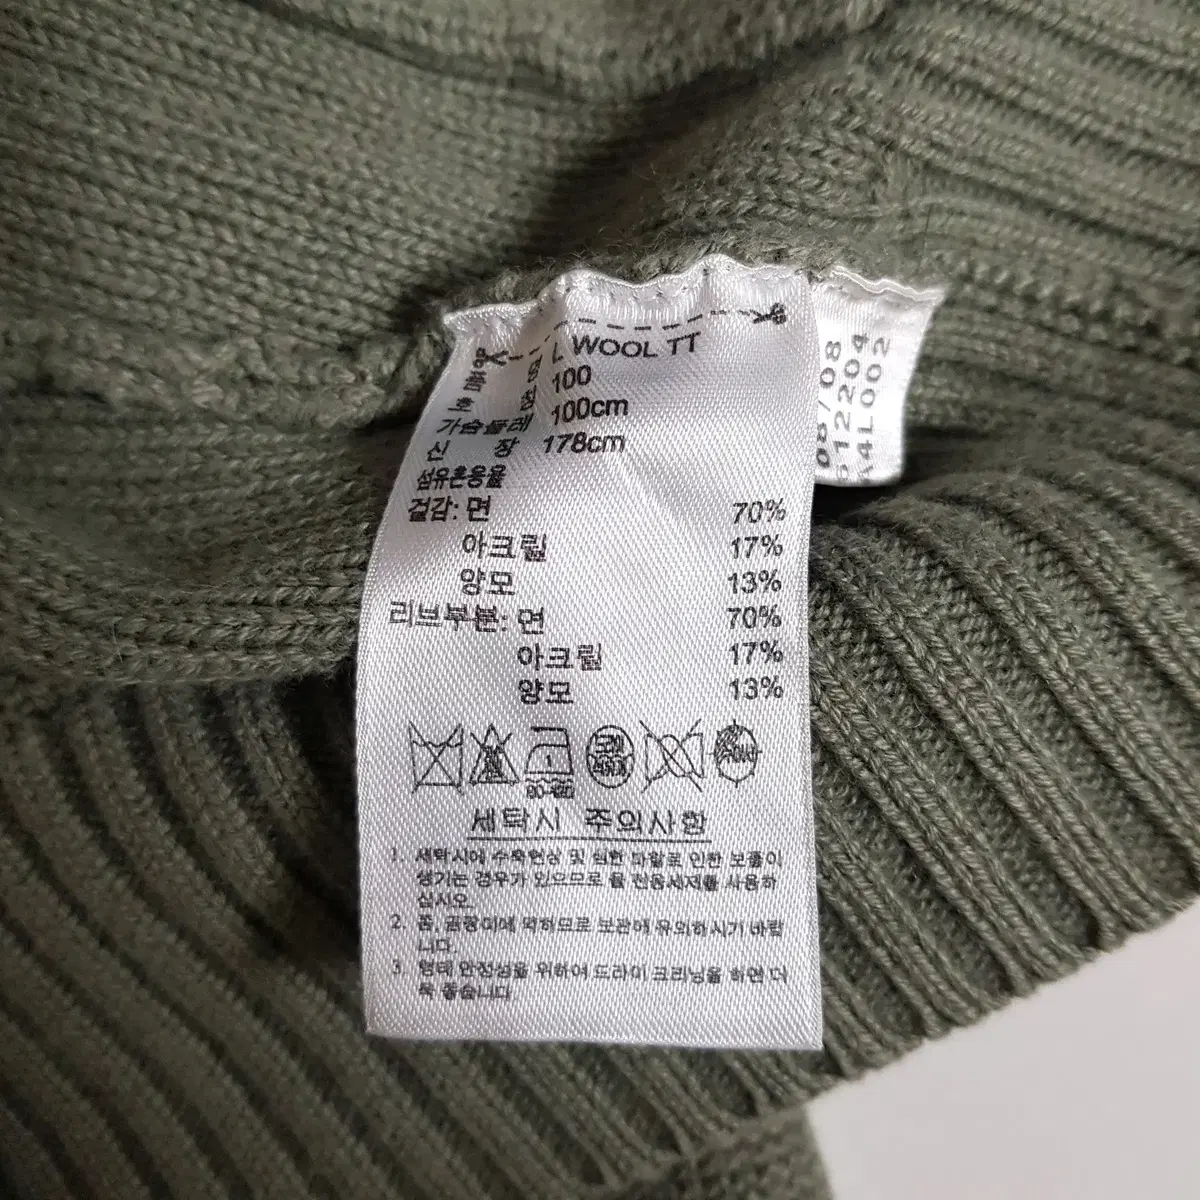 L WOOL TT
호 칭 100
가슴둘레 100cm
신 장 178cm
섬유혼용율
겉감: 면 70%
아크릴 17%
양모 13%
리브부분: 면 70%
아크릴 17%
양모 13%
세탁시 주의사항
1. 세탁시에 수축현상 및 심한 마찰로 인한 보풀이
생기는 경우가 있으므로 울 전용세제를 사용하
십시오.
2. 좀, 곰팡이에 약하므로 보관에 유의하시기 바랍
니다.
3. 형태 안정성을 위하여 드라이 크리닝을 하면 더
욱 좋습니다
08/08
512204
A4L002